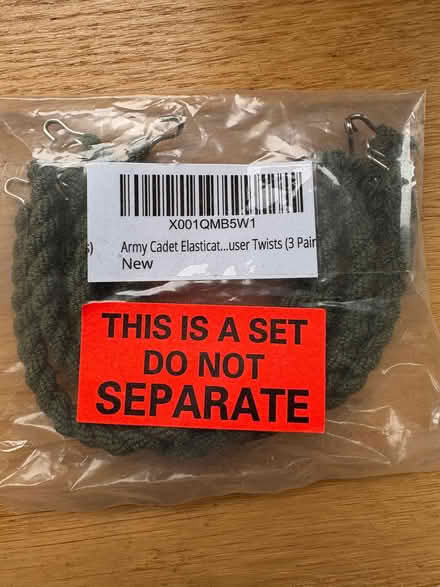 X001QMB5W1
s) Army Cadet Elasticat...user Twists (3 Pair
New
THIS IS A SET
DO NOT
SEPARATE